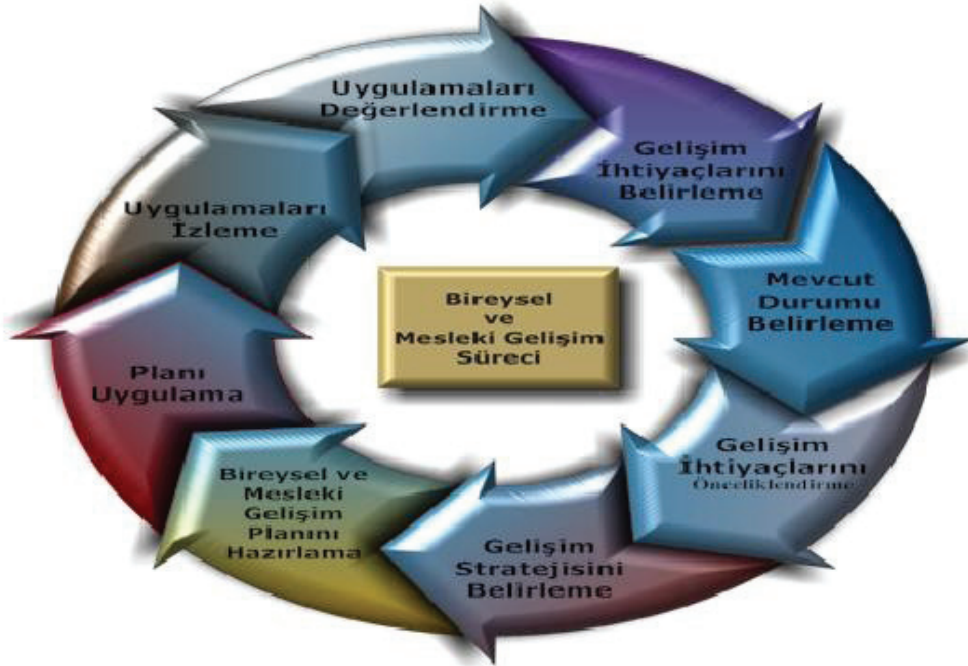 Uygulamaları
Değerlendirme
Gelişim
İhtiyaçlarını
Belirleme
Mevcut
Durumu
Belirleme
Gelişim
İhtiyaçlarını
Önceliklendirme
Gelişim
Stratejisini
Belirleme
Bireysel ve
Mesleki
Gelişim
Planını
Hazırlama
Planı
Uygulama
Uygulamaları
İzleme
Bireysel
ve
Mesleki Gelişim
Süreci